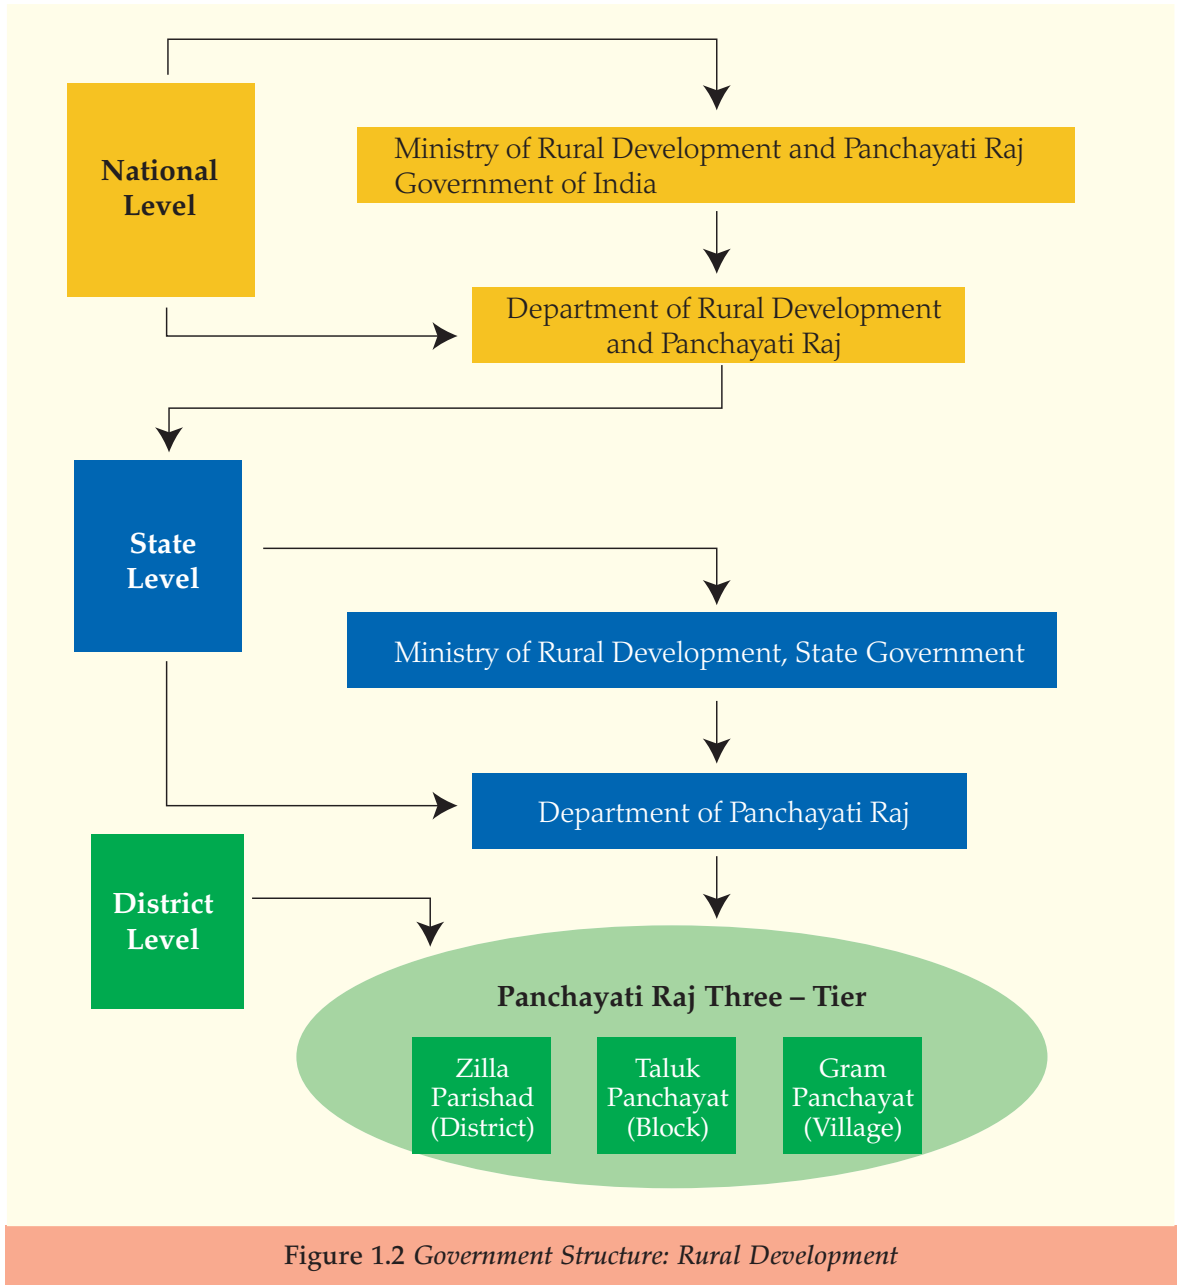 National
Level
Ministry of Rural Development and Panchayati Raj
Government of India
Department of Rural Development
and Panchayati Raj
State
Level
Ministry of Rural Development, State Government
Department of Panchayati Raj
District
Level
Panchayati Raj Three – Tier
Zilla
Parishad
(District)
Taluk
Panchayat
(Block)
Gram
Panchayat
(Village)
Figure 1.2 Government Structure: Rural Development